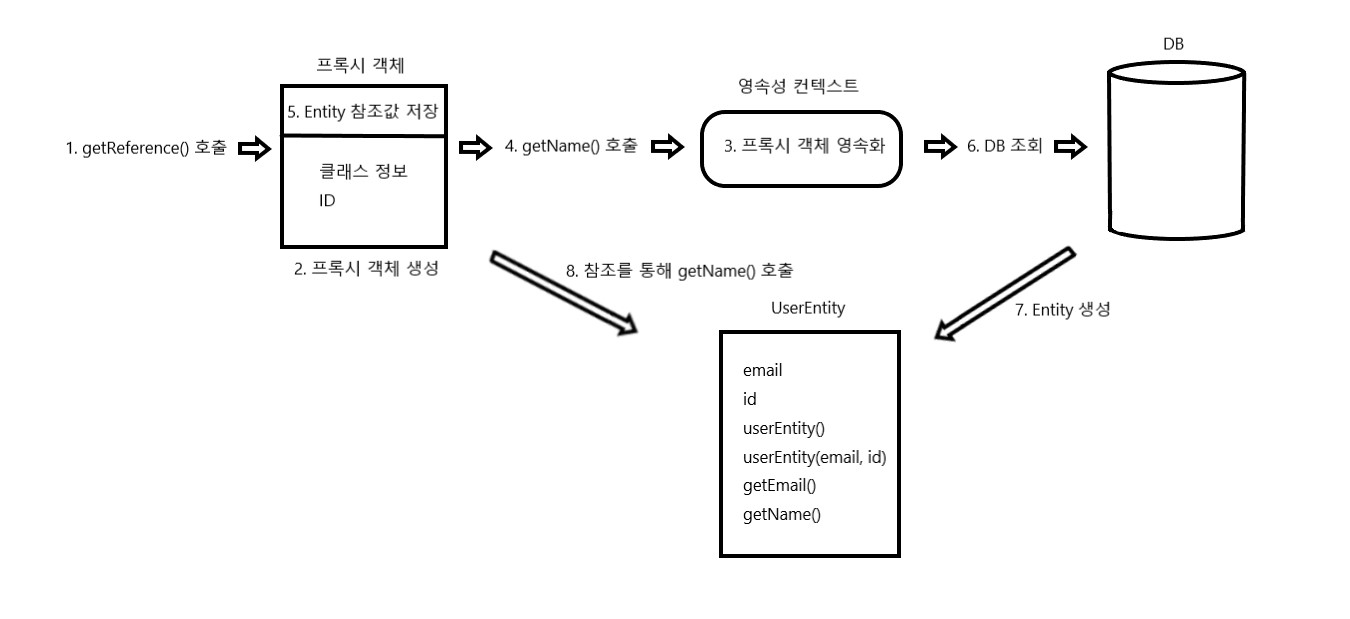 프록시 객체
5. Entity 참조값 저장
1. getReference() 호출
클래스 정보
ID
2. 프록시 객체 생성
4. getName() 호출
영속성 컨텍스트
3. 프록시 객체 영속화
6. DB 조회
DB
8. 참조를 통해 getName() 호출
7. Entity 생성
UserEntity
email
id
userEntity()
userEntity(email, id)
getEmail()
getName()